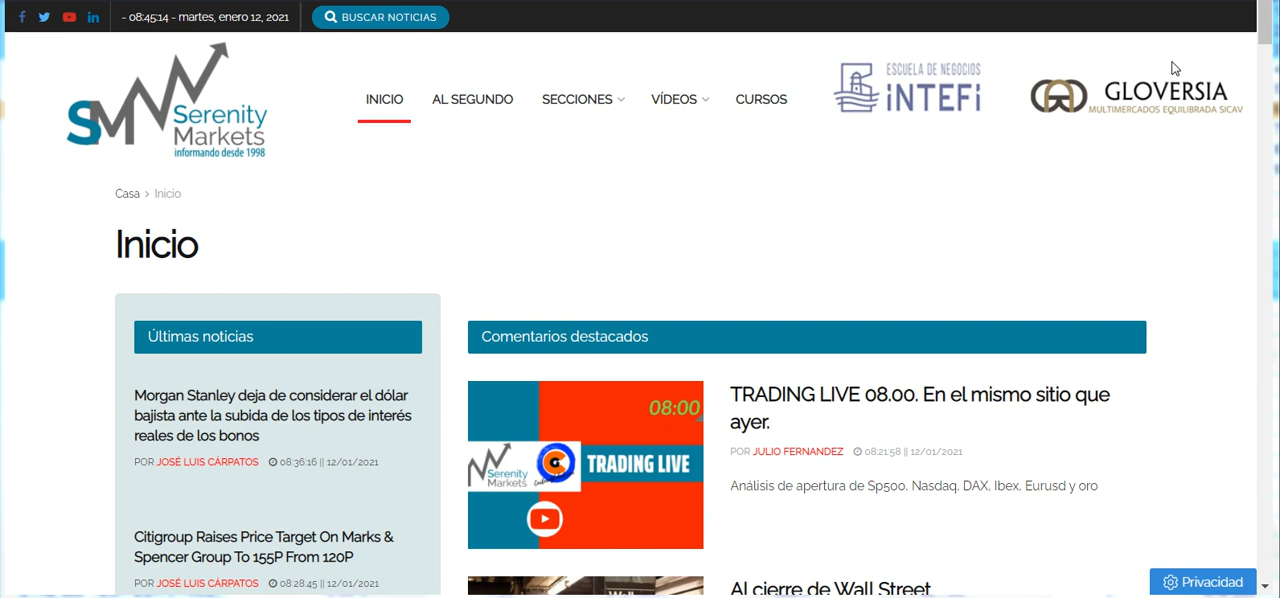 - 08:45:14 - martes, enero 12, 2021
BUSCAR NOTICIAS
SMN
Serenity
Markets
informando desde 1998
INICIO
AL SEGUNDO
SECCIONES
VÍDEOS
CURSOS
ESCUELA DE NEGOCIOS
iNTEFi
GLOVERSIA
MULTIMERCADOS EQUILIBRADA SICAV
Casa > Inicio
Inicio
Últimas noticias
Morgan Stanley deja de considerar el dólar
bajista ante la subida de los tipos de interés
reales de los bonos
POR JOSÉ LUIS CÁRPATOS 08:36:16 || 12/01/2021
Citigroup Raises Price Target On Marks &
Spencer Group To 155P From 120P
POR JOSÉ LUIS CÁRPATOS 08:28:45 || 12/01/2021
Comentarios destacados
08:00
Serenity
Markets
TRADING LIVE
TRADING LIVE 08.00. En el mismo sitio que
ayer.
POR JULIO FERNANDEZ 08:21:58 || 12/01/2021
Análisis de apertura de Sp500, Nasdaq, DAX, Ibex, Eurusd y oro
Wall
Al cierre de Wall Street
Privacidad